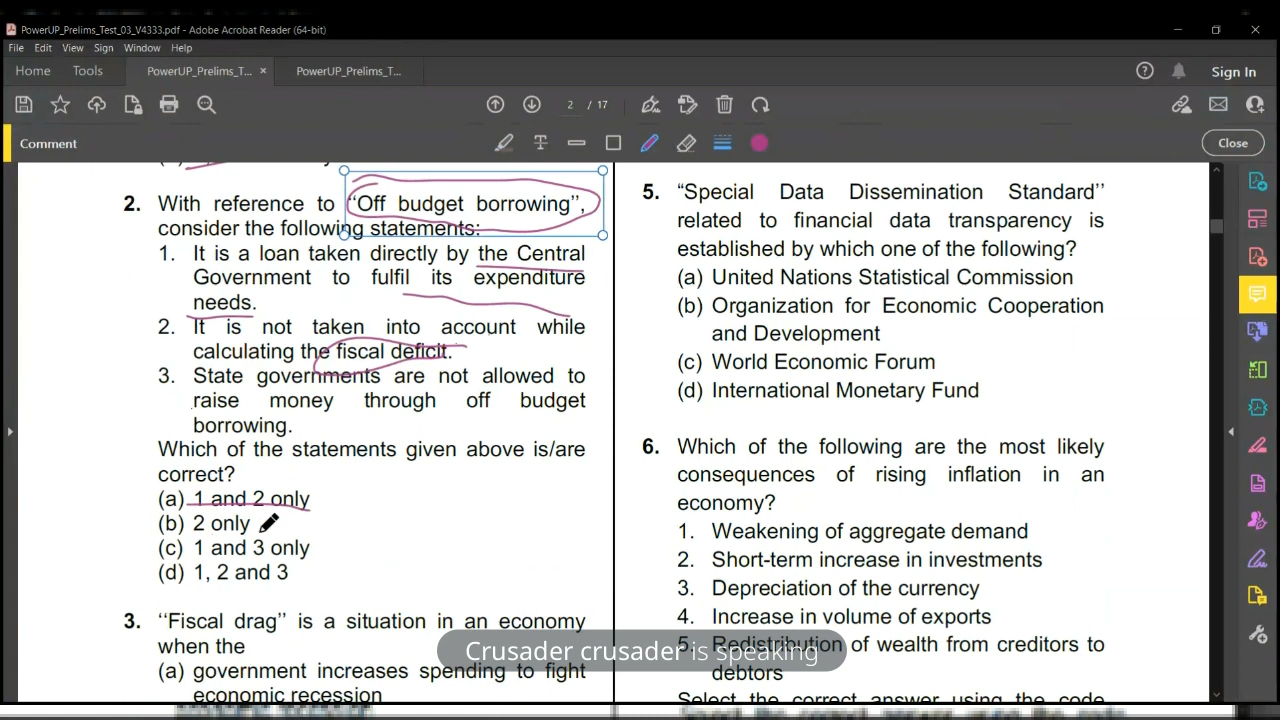 PowerUP_Prelims_Test_03_V4333.pdf - Adobe Acrobat Reader (64-bit)
File Edit View Sign Window Help
Home Tools PowerUP_Prelims_T... × PowerUP_Prelims_T... Sign In
2 / 17
Comment Close
2. With reference to ‘‘Off budget borrowing’’,
consider the following statements:
1. It is a loan taken directly by the Central
Government to fulfil its expenditure
needs.
2. It is not taken into account while
calculating the fiscal deficit.
3. State governments are not allowed to
raise money through off budget
borrowing.
Which of the statements given above is/are
correct?
(a) 1 and 2 only
(b) 2 only
(c) 1 and 3 only
(d) 1, 2 and 3
3. ‘‘Fiscal drag’’ is a situation in an economy
when the
(a) government increases spending to fight
economic recession
5. “Special Data Dissemination Standard’’
related to financial data transparency is
established by which one of the following?
(a) United Nations Statistical Commission
(b) Organization for Economic Cooperation
and Development
(c) World Economic Forum
(d) International Monetary Fund
6. Which of the following are the most likely
consequences of rising inflation in an
economy?
1. Weakening of aggregate demand
2. Short-term increase in investments
3. Depreciation of the currency
4. Increase in volume of exports
5. Redistribution of wealth from creditors to
debtors
Select the correct answer using the code
Crusader crusader is speaking